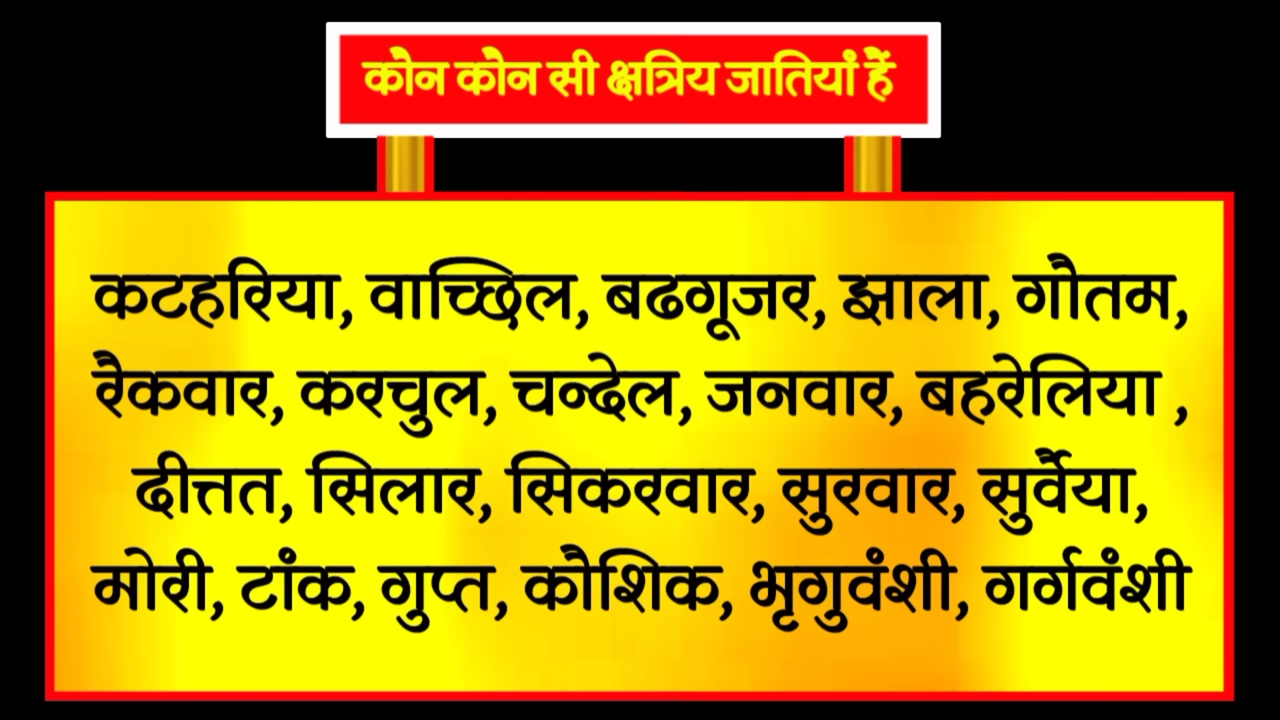 कौन कौन सी क्षत्रिय जातियां हैं
कटहरिया, वाच्छिल, बढगूजर, झाला, गौतम,
रैकवार, करचुल, चन्देल, जनवार, बहरेलिया ,
दीत्तत, सिलार, सिकरवार, सुरवार, सुर्वैया,
मोरी, टांक, गुप्त, कौशिक, भृगुवंशी, गर्गवंशी